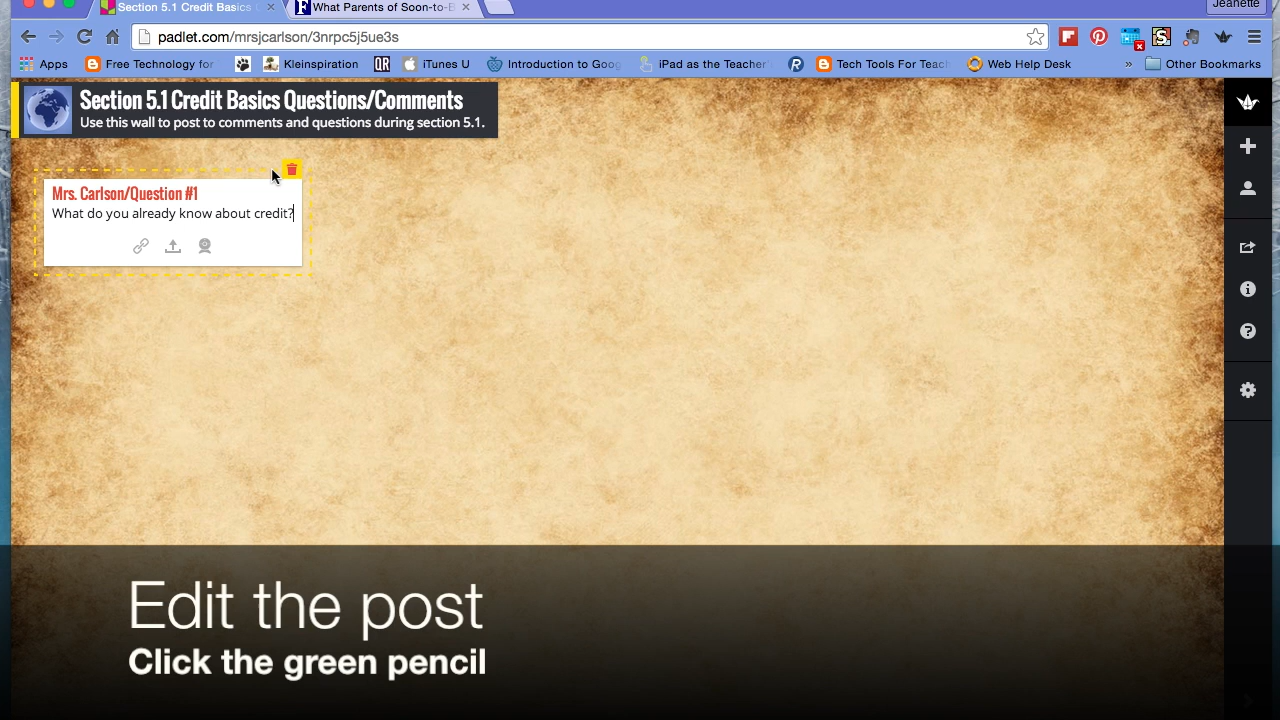 Section 5.1 Credit Basics
What Parents of Soon-to-B
Jeanette
padlet.com/mrsjcarlson/3nrpc5j5ue3s
Apps
Free Technology for
Kleinspiration
QR
iTunes U
Introduction to Goog
iPad as the Teacher'
Tech Tools For Teach
Web Help Desk
»
Other Bookmarks
Section 5.1 Credit Basics Questions/Comments
Use this wall to post to comments and questions during section 5.1.
Mrs. Carlson/Question #1
What do you already know about credit?
Edit the post
Click the green pencil